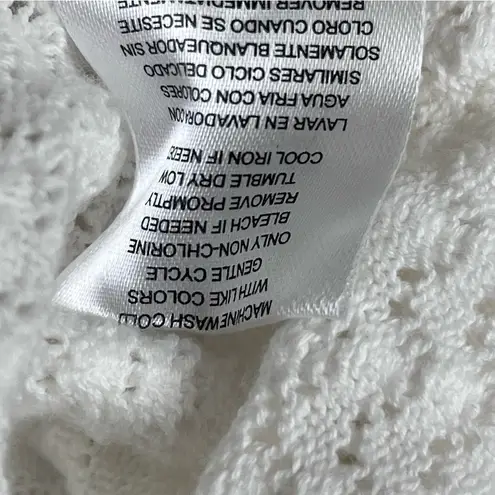 MACHINE WASH COLD
WITH LIKE COLORS
GENTLE CYCLE
ONLY NON-CHLORINE
BLEACH IF NEEDED
REMOVE PROMPTLY
TUMBLE DRY LOW
COOL IRON IF NEED
LAVAR EN LAVADORA CON
AGUA FRIA CON COLORES
SIMILARES CICLO DELICADO
SOLAMENTE BLANQUEADOR SIN
CLORO CUANDO SE NECESITE
REMOVER